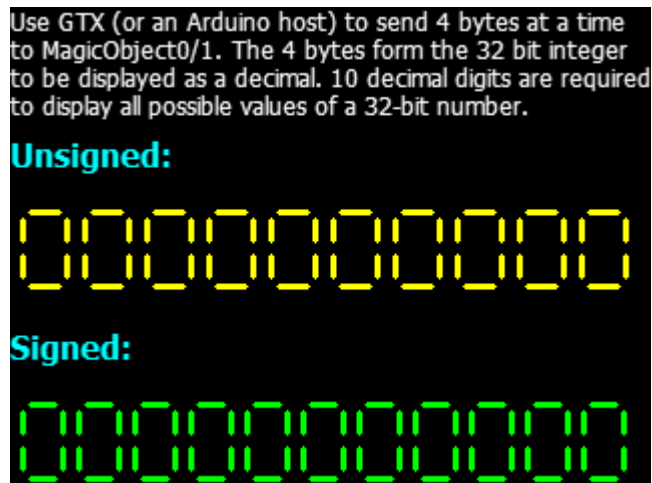 Use GTX (or an Arduino host) to send 4 bytes at a time
to MagicObject0/1. The 4 bytes form the 32 bit integer
to be displayed as a decimal. 10 decimal digits are required
to display all possible values of a 32-bit number.
Unsigned:
0000000000
Signed:
00000000000